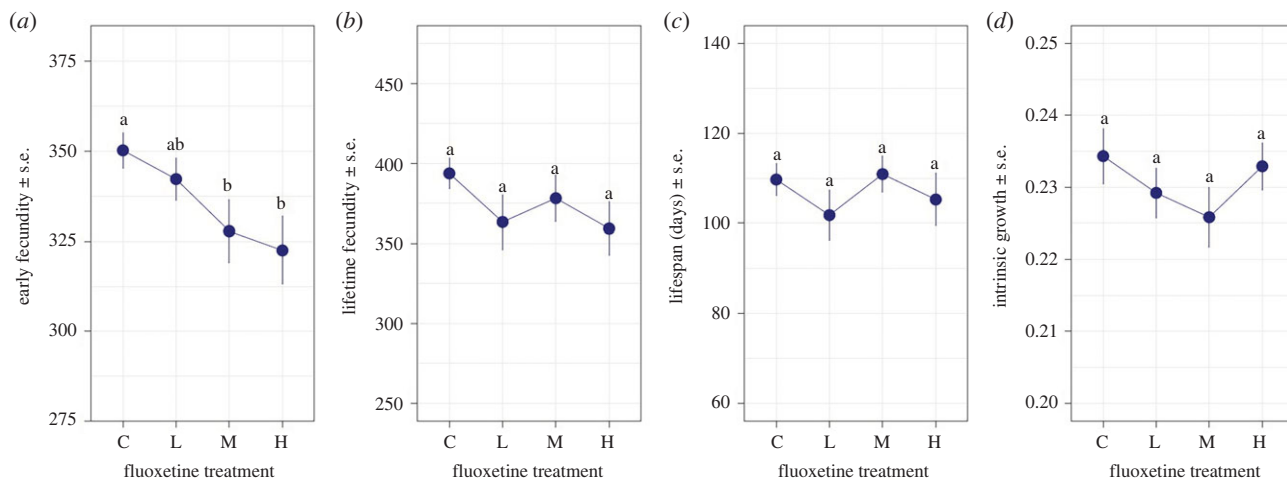 (a)
early fecundity ± s.e.
375
350
325
300
275
a
ab
b
b
C L M H
fluoxetine treatment
(b)
lifetime fecundity ± s.e.
450
400
350
300
250
a
a
a
a
C L M H
fluoxetine treatment
(c)
lifespan (days) ± s.e.
140
120
100
80
60
a
a
a
a
C L M H
fluoxetine treatment
(d)
intrinsic growth ± s.e.
0.25
0.24
0.23
0.22
0.21
0.20
a
a
a
a
C L M H
fluoxetine treatment